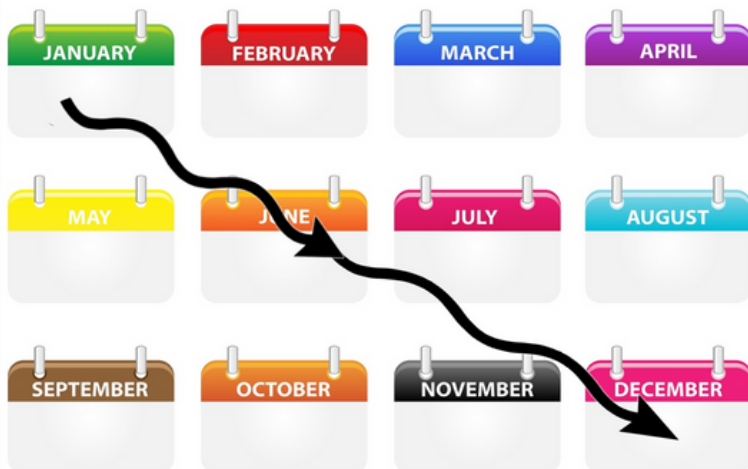 JANUARY
FEBRUARY
MARCH
APRIL
MAY
JUNE
JULY
AUGUST
SEPTEMBER
OCTOBER
NOVEMBER
DECEMBER